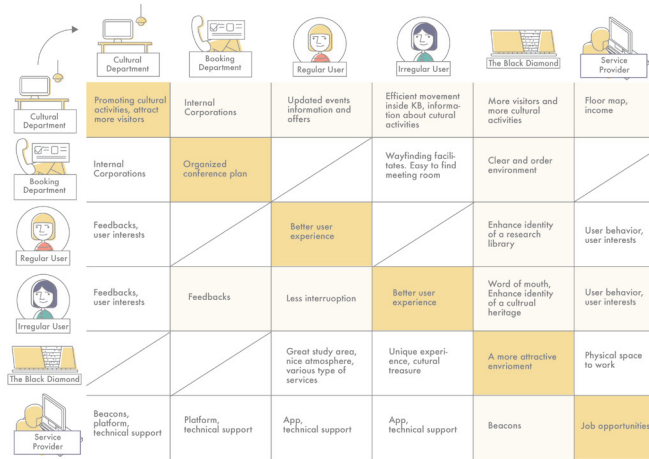 Cultural
Department
Booking
Department
Regular User
Irregular User
The Black Diamond
Service
Provider
Cultural
Department
Promoting cultural
activities, attract
more visitors
Internal
Corporations
Updated events
information and
offers
Efficient movement
inside KB, informa-
tion about cutural
activities
More visitors and
more cultural
activities
Floor map,
income
Booking
Department
Internal
Corporations
Organized
conference plan
Wayfinding facili-
tates. Easy to find
meeting room
Clear and order
environment
Regular User
Feedbacks,
user interests
Better user
experience
Enhance identity
of a research
library
User behavior,
user interests
Irregular User
Feedbacks,
user interests
Feedbacks
Less interruoption
Better user
experience
Word of mouth,
Enhance identity
of a cultrual
heritage
User behavior,
user interests
The Black Diamond
Great study area,
nice atmosphere,
various type of
services
Unique experi-
ence, cutural
treasure
A more attractive
envrioment
Physical space
to work
Service
Provider
Beacons,
platform,
technical support
Platform,
technical support
App,
technical support
App,
technical support
Beacons
Job opportunities